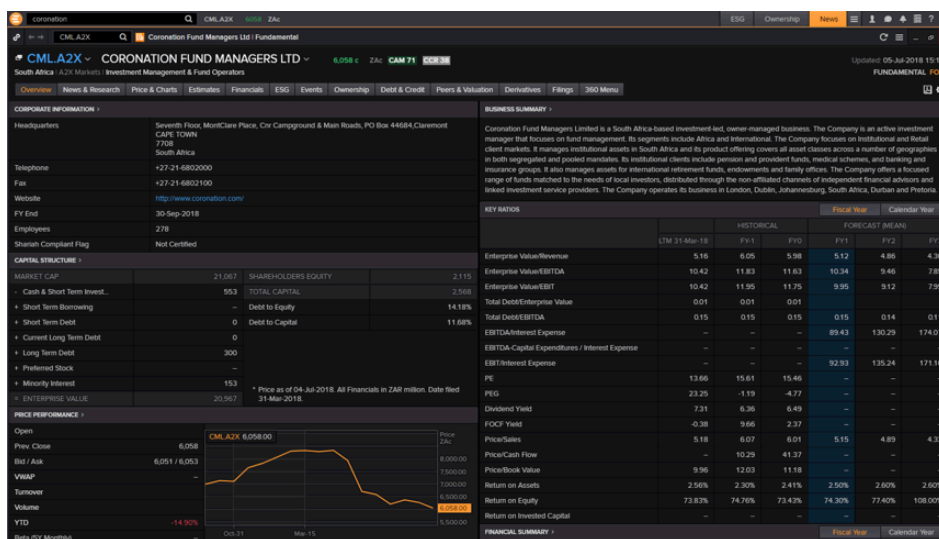 coronation CML.A2X 6058 ZAc ESG Ownership News
CML.A2X Coronation Fund Managers Ltd | Fundamental
CML.A2X CORONATION FUND MANAGERS LTD 6,058 c ZAc CAM 71 CCR 38 Updated: 05-Jul-2018 15:1
South Africa | A2X Markets | Investment Management & Fund Operators FUNDAMENTAL
Overview News & Research Price & Charts Estimates Financials ESG Events Ownership Debt & Credit Peers & Valuation Derivatives Filings 360 Menu
CORPORATE INFORMATION
Headquarters Seventh Floor, MontClare Place, Cnr Campground & Main Roads, PO Box 44684,Claremont
CAPE TOWN
7708
South Africa
Telephone +27-21-6802000
Fax +27-21-6802100
Website http://www.coronation.com/
FY End 30-Sep-2018
Employees 278
Shariah Compliant Flag Not Certified
CAPITAL STRUCTURE
MARKET CAP 21,067 SHAREHOLDERS EQUITY 2,115
- Cash & Short Term Invest... 553 TOTAL CAPITAL 2,568
+ Short Term Borrowing – Debt to Equity 14.18%
+ Short Term Debt 0 Debt to Capital 11.68%
+ Current Long Term Debt 0
+ Long Term Debt 300
+ Preferred Stock –
+ Minority Interest 153
= ENTERPRISE VALUE 20,967
* Price as of 04-Jul-2018. All Financials in ZAR million. Date filed
31-Mar-2018.
PRICE PERFORMANCE
Open
Prev. Close 6,058
Bid / Ask 6,051 / 6,053
VWAP –
Turnover
Volume
YTD -14.90%
Beta (5Y Monthly)
CML.A2X 6,058.00
Price
ZAc
8,000.00
7,500.00
7,000.00
6,500.00
6,058.00
5,500.00
Oct-21 Mar-15
BUSINESS SUMMARY
Coronation Fund Managers Limited is a South Africa-based investment-led, owner-managed business. The Company is an active investment
manager that focuses on fund management. Its segments include Africa and International. The Company focuses on Institutional and Retail
client markets. It manages institutional assets in South Africa and its product offering covers all asset classes across a number of geographies
in both segregated and pooled mandates. Its institutional clients include pension and provident funds, medical schemes, and banking and
insurance groups. It also manages assets for international retirement funds, endowments and family offices. The Company offers a focused
range of funds matched to the needs of local investors, distributed through the non-affiliated channels of independent financial advisors and
linked investment service providers. The Company operates its business in London, Dublin, Johannesburg, South Africa, Durban and Pretoria.
KEY RATIOS Fiscal Year Calendar Year
HISTORICAL FORECAST (MEAN)
LTM 31-Mar-18 FY-1 FY0 FY1 FY2 FY
Enterprise Value/Revenue 5.16 6.05 5.98 5.12 4.86 4.3
Enterprise Value/EBITDA 10.42 11.83 11.63 10.34 9.46 7.8
Enterprise Value/EBIT 10.42 11.95 11.75 9.95 9.12 7.9
Total Debt/Enterprise Value 0.01 0.01 0.01
Total Debt/EBITDA 0.15 0.15 0.15 0.15 0.14 0.1
EBITDA/Interest Expense – – – 89.43 130.29 174.0
EBITDA-Capital Expenditures / Interest Expense – – – – – –
EBIT/Interest Expense – – – 92.93 135.24 171.1
PE 13.66 15.61 15.46 – –
PEG 23.25 -1.19 -4.77 – –
Dividend Yield 7.31 6.36 6.49 – –
FOCF Yield -0.38 9.66 2.37 – –
Price/Sales 5.18 6.07 6.01 5.15 4.89 4.3
Price/Cash Flow – 10.29 41.37 – –
Price/Book Value 9.96 12.03 11.18 – –
Return on Assets 2.56% 2.30% 2.41% 2.50% 2.60% 2.60
Return on Equity 73.83% 74.76% 73.43% 74.30% 77.40% 108.00
Return on Invested Capital – – – – –
FINANCIAL SUMMARY Fiscal Year Calendar Year